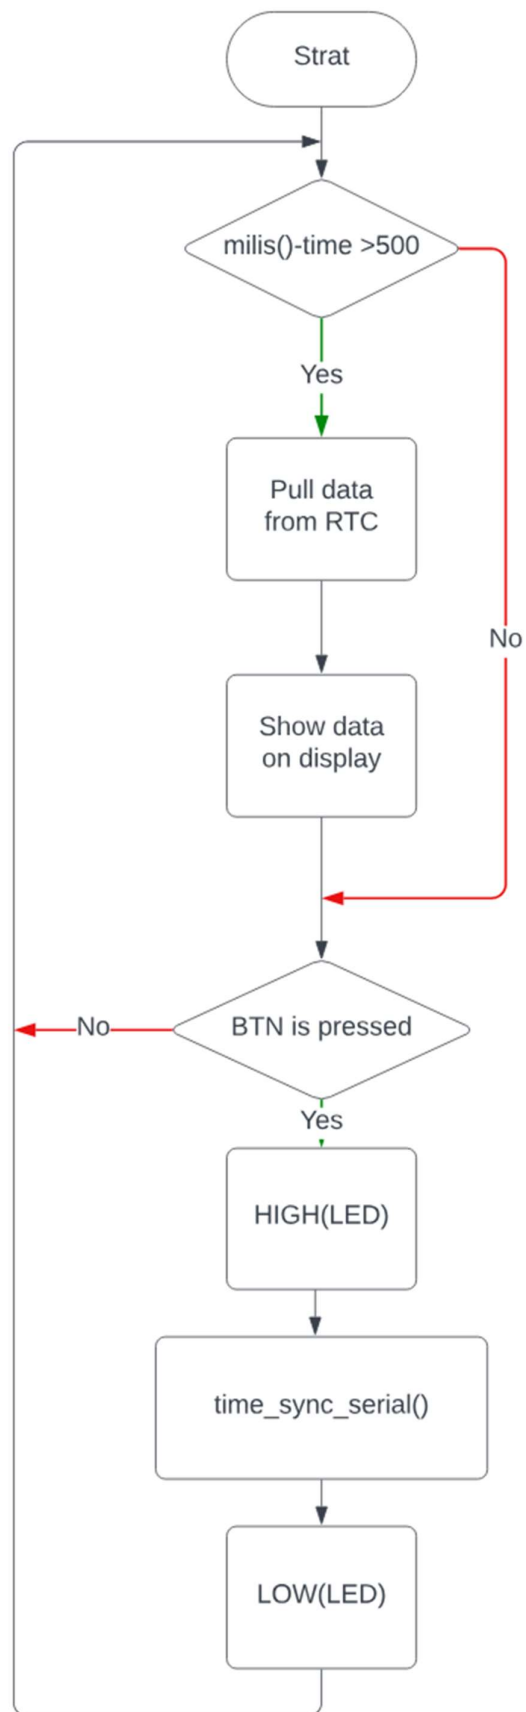 Strat
milis()-time >500
Yes
Pull data
from RTC
No
Show data
on display
BTN is pressed
No
Yes
HIGH(LED)
time_sync_serial()
LOW(LED)